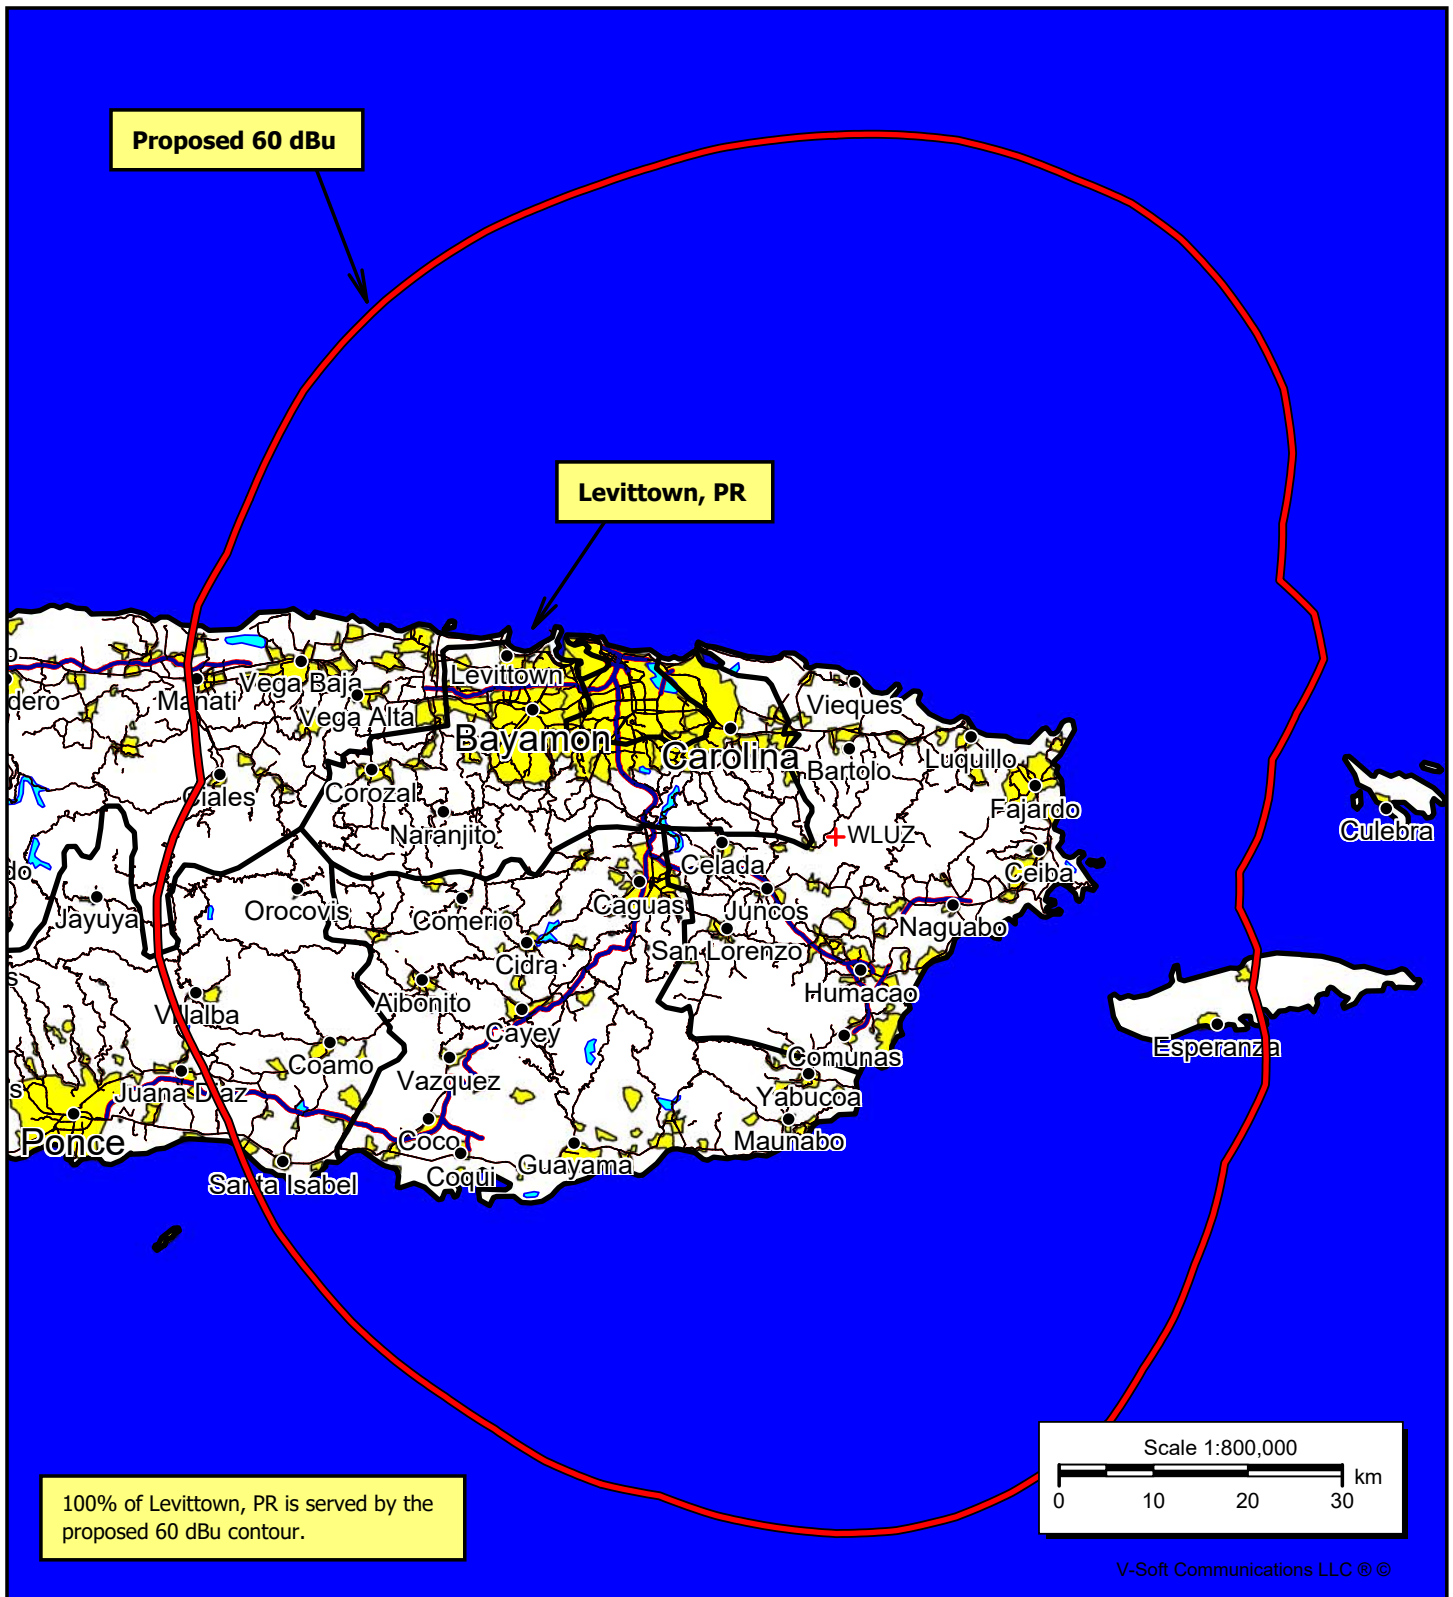 Proposed 60 dBu
Levittown, PR
Levittown
Vega Baja
Manati
dero
Vega Alta
Vieques
Bayamon
Carolina
Luquillo
Bartolo
Ciales
Corozal
Fajardo
Naranjito
WLUZ
Culebra
Celada
do
Ceiba
Jayuya
Orocovis
Comerio
Caguas
Juncos
Naguabo
San Lorenzo
Cidra
s
Humacao
Aibonito
Villalba
Cayey
Esperanza
Coamo
Comunas
Vazquez
s
Juana Diaz
Yabucoa
Ponce
Coco
Maunabo
Guayama
Coqui
Santa Isabel
Scale 1:800,000
km
0 10 20 30
100% of Levittown, PR is served by the
proposed 60 dBu contour.
V-Soft Communications LLC ® ©